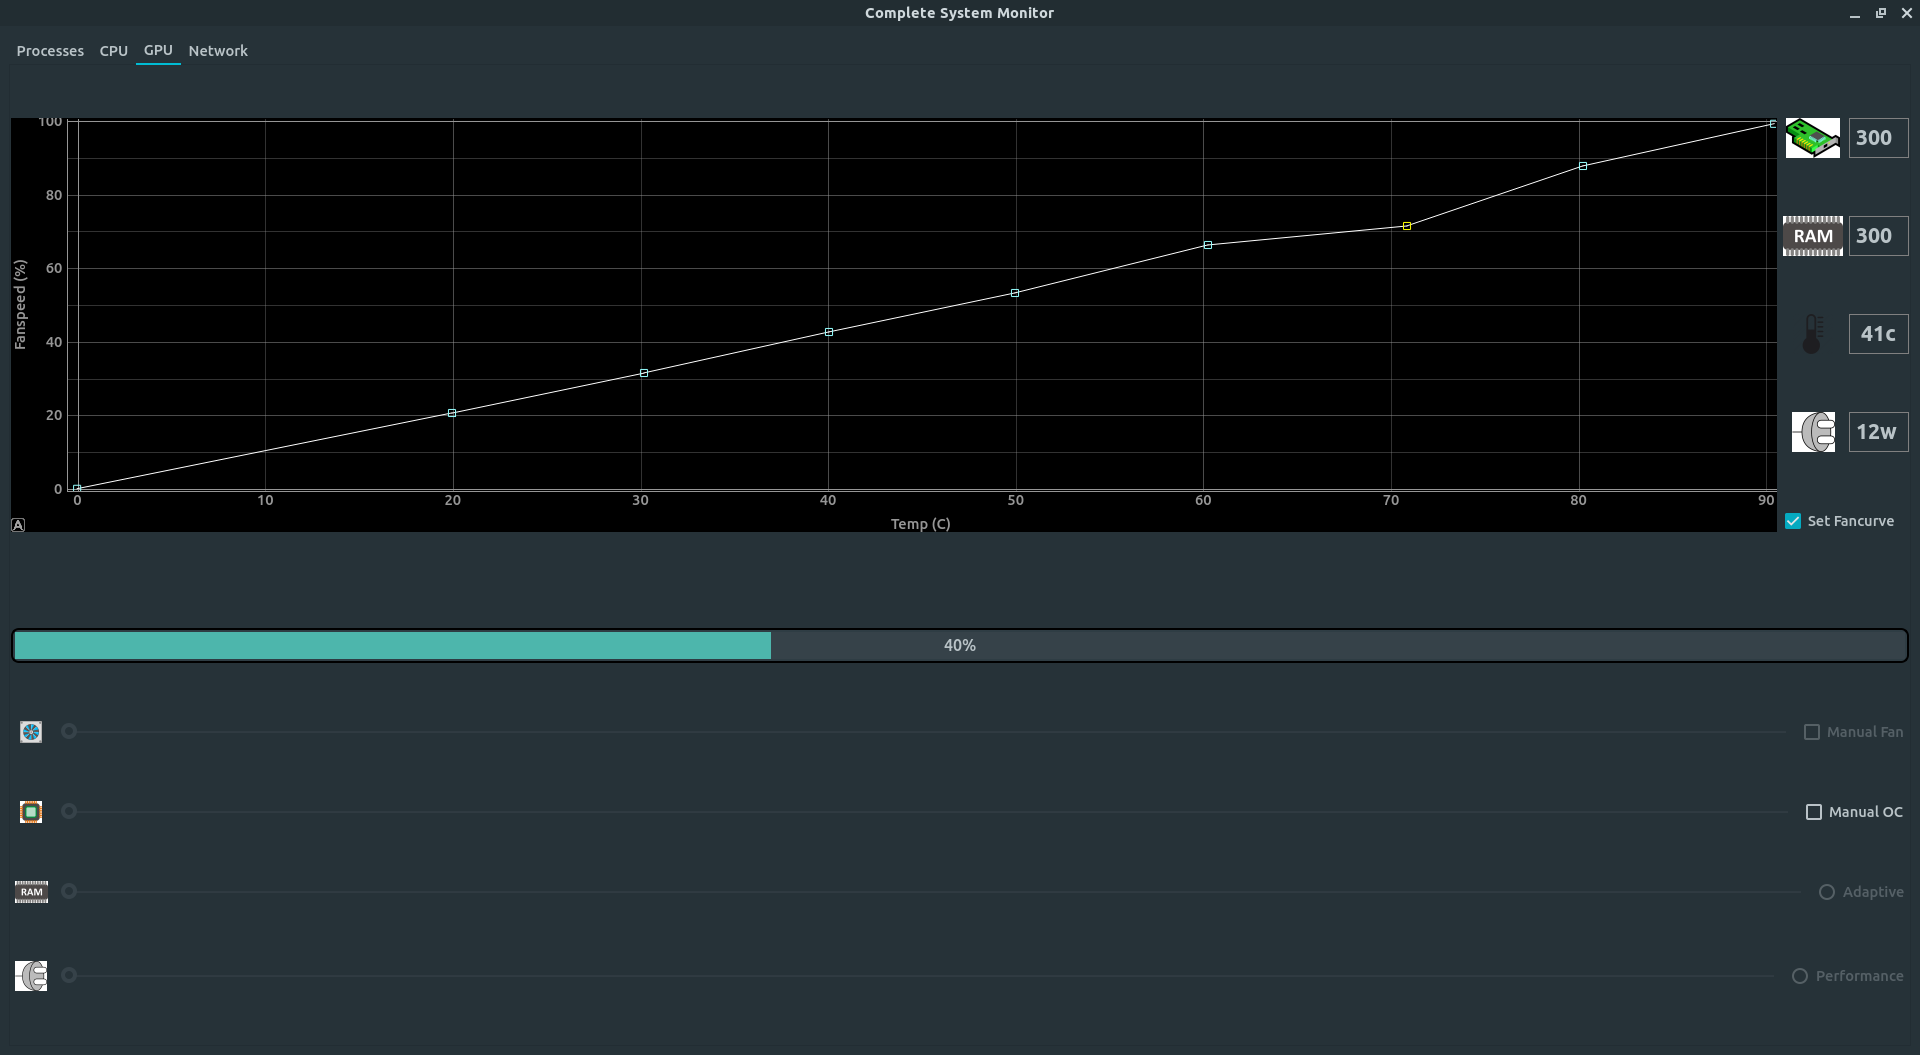 Complete System Monitor
Processes CPU GPU Network
100
80
60
40
20
0
Fanspeed (%)
0 10 20 30 40 50 60 70 80 90
Temp (C)
A
300
RAM 300
41c
12w
Set Fancurve
40%
Manual Fan
Manual OC
RAM Adaptive
Performance